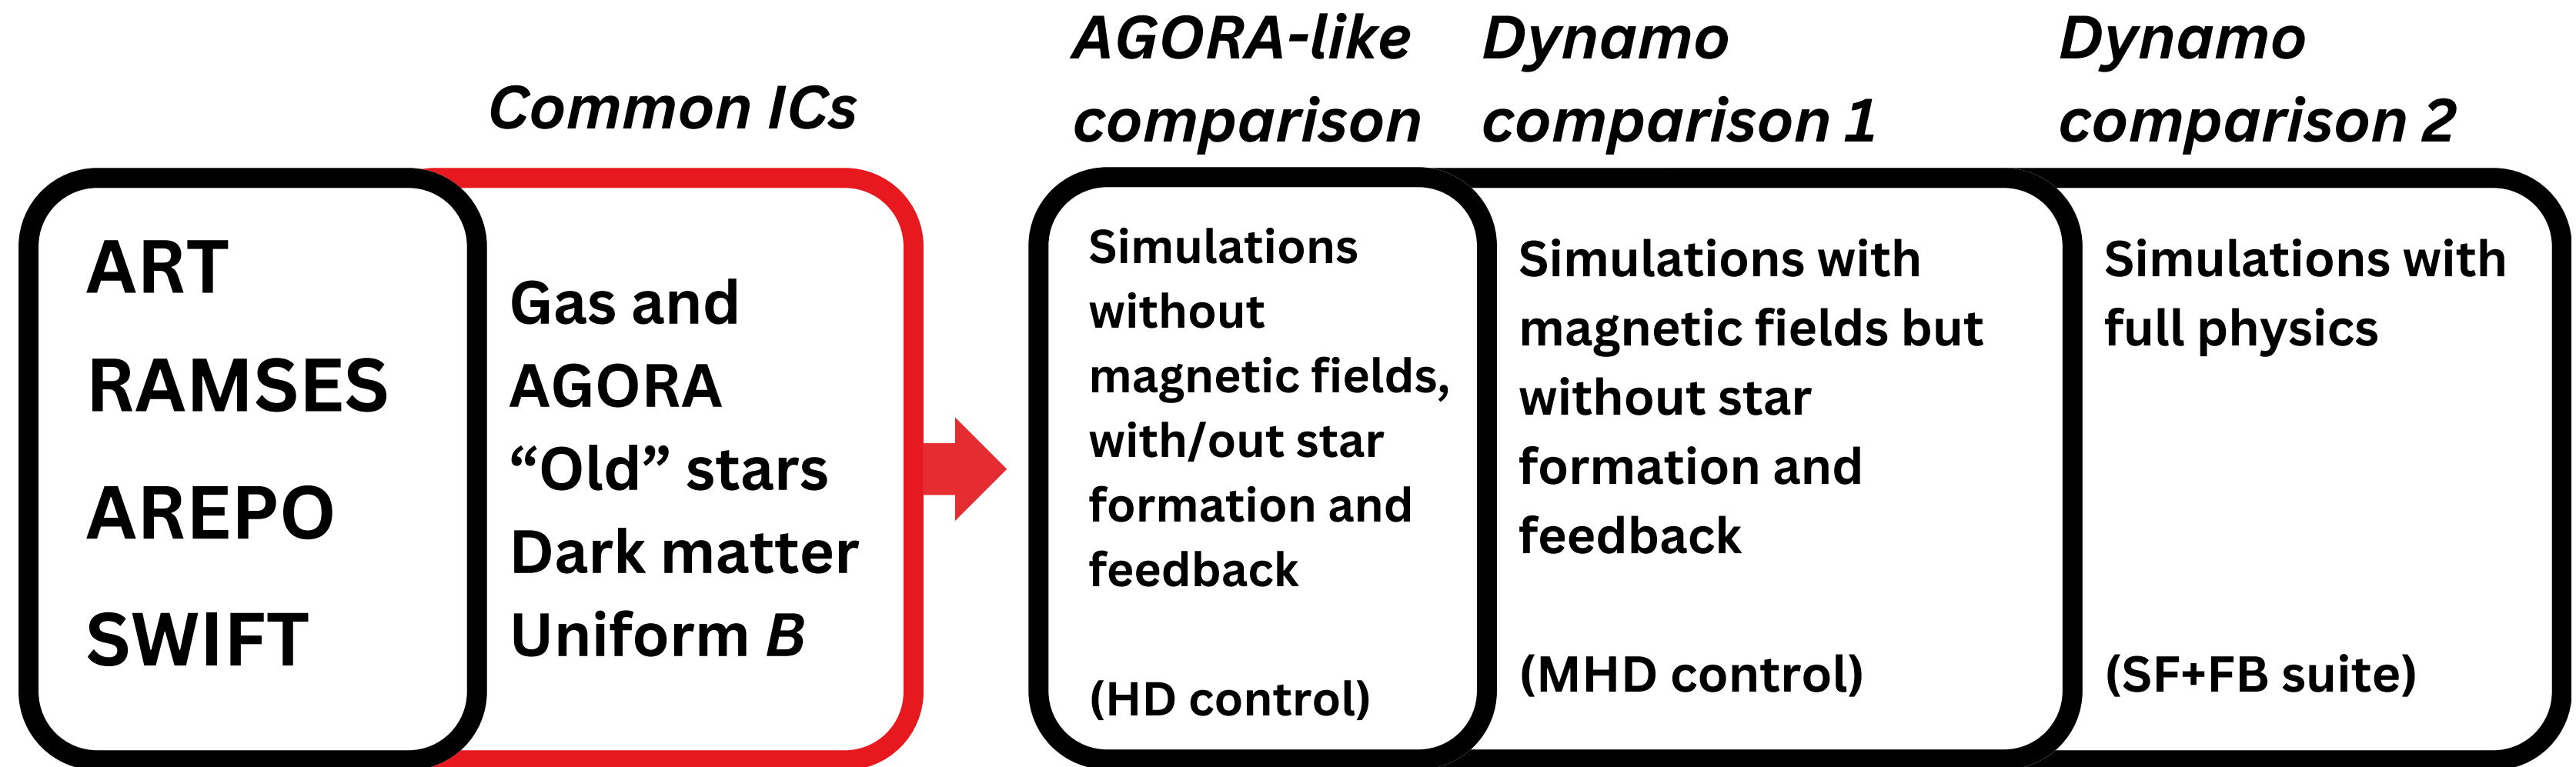 Common ICs
ART
RAMSES
AREPO
SWIFT
Gas and
AGORA
“Old” stars
Dark matter
Uniform B
AGORA-like
comparison
Simulations
without
magnetic fields,
with/out star
formation and
feedback
(HD control)
Dynamo
comparison 1
Simulations with
magnetic fields but
without star
formation and
feedback
(MHD control)
Dynamo
comparison 2
Simulations with
full physics
(SF+FB suite)